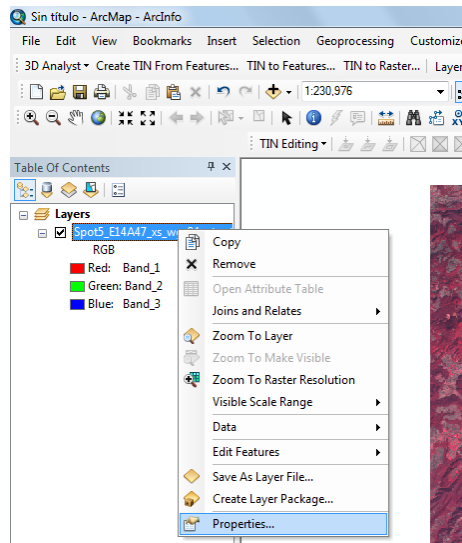 Sin título - ArcMap - ArcInfo
File Edit View Bookmarks Insert Selection Geoprocessing Customize
3D Analyst Create TIN From Features... TIN to Features... TIN to Raster... Layer
1:230,976
TIN Editing
Table Of Contents
Layers
Spot5_E14A47_xs_
RGB
Red: Band_1
Green: Band_2
Blue: Band_3
Copy
Remove
Open Attribute Table
Joins and Relates
Zoom To Layer
Zoom To Make Visible
Zoom To Raster Resolution
Visible Scale Range
Data
Edit Features
Save As Layer File...
Create Layer Package...
Properties...